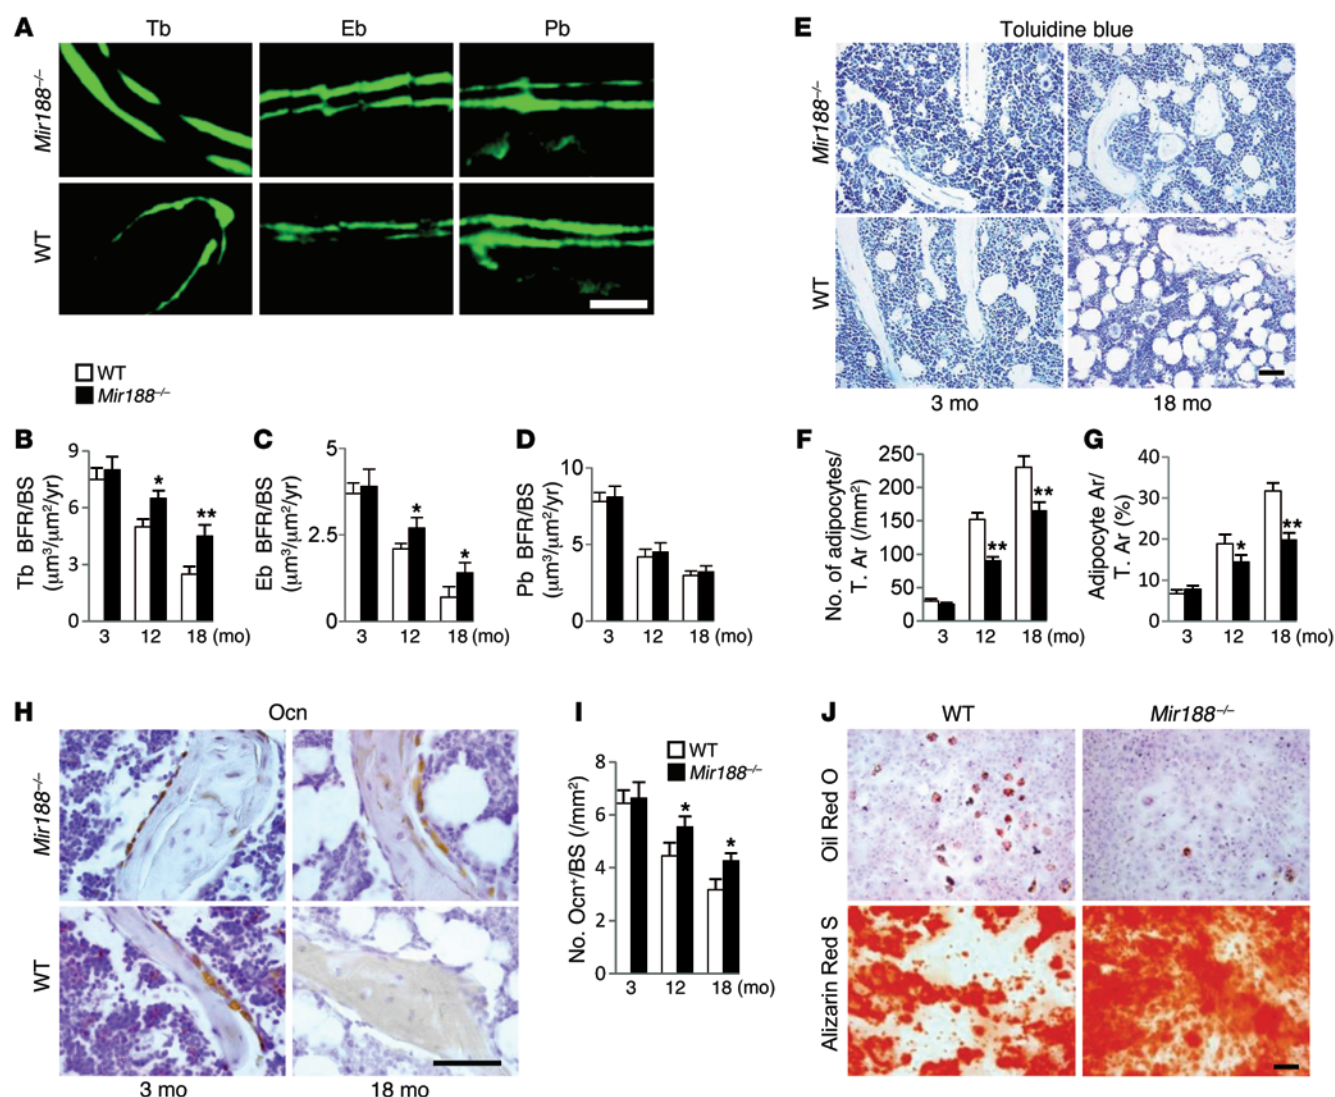 A
Tb
Eb
Pb
Mir188–/–
WT
WT
Mir188–/–
B
Tb BFR/BS
(μm³/μm²/yr)
9
6
3
0
*
**
3
12
18 (mo)
C
Eb BFR/BS
(μm³/μm²/yr)
5
2.5
0
*
*
3
12
18 (mo)
D
Pb BFR/BS
(μm³/μm²/yr)
10
5
0
3
12
18 (mo)
E
Toluidine blue
Mir188–/–
WT
3 mo
18 mo
F
No. of adipocytes/
T. Ar (/mm²)
250
200
150
100
50
0
**
**
3
12
18 (mo)
G
Adipocyte Ar/
T. Ar (%)
40
30
20
10
0
*
**
3
12
18 (mo)
H
Ocn
Mir188–/–
WT
3 mo
18 mo
I
WT
Mir188–/–
No. Ocn⁺/BS (/mm²)
8
6
4
2
0
*
*
3
12
18 (mo)
J
WT
Mir188–/–
Oil Red O
Alizarin Red S